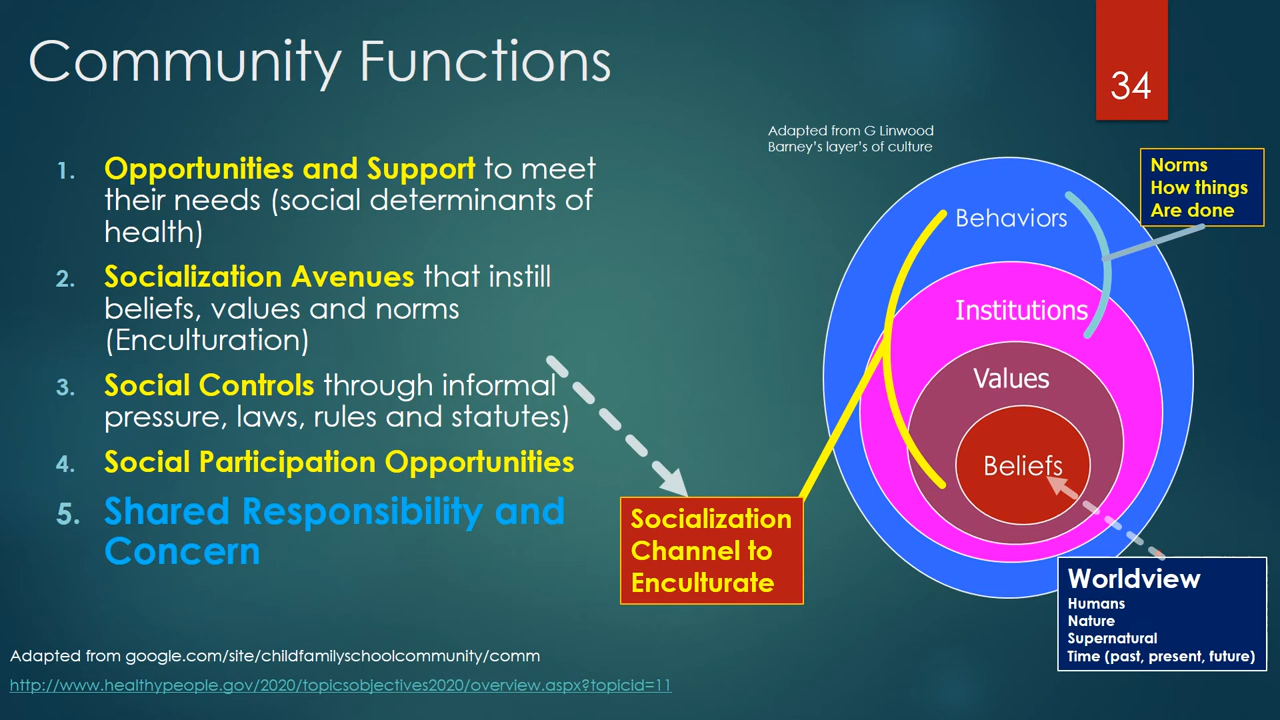 Community Functions
34
1. Opportunities and Support to meet
their needs (social determinants of
health)
2. Socialization Avenues that instill
beliefs, values and norms
(Enculturation)
3. Social Controls through informal
pressure, laws, rules and statutes)
4. Social Participation Opportunities
5. Shared Responsibility and
Concern
Adapted from G Linwood
Barney's layer's of culture
Norms
How things
Are done
Behaviors
Institutions
Values
Beliefs
Socialization
Channel to
Enculturate
Worldview
Humans
Nature
Supernatural
Time (past, present, future)
Adapted from google.com/site/childfamilyschoolcommunity/comm
http://www.healthypeople.gov/2020/topicsobjectives2020/overview.aspx?topicid=11